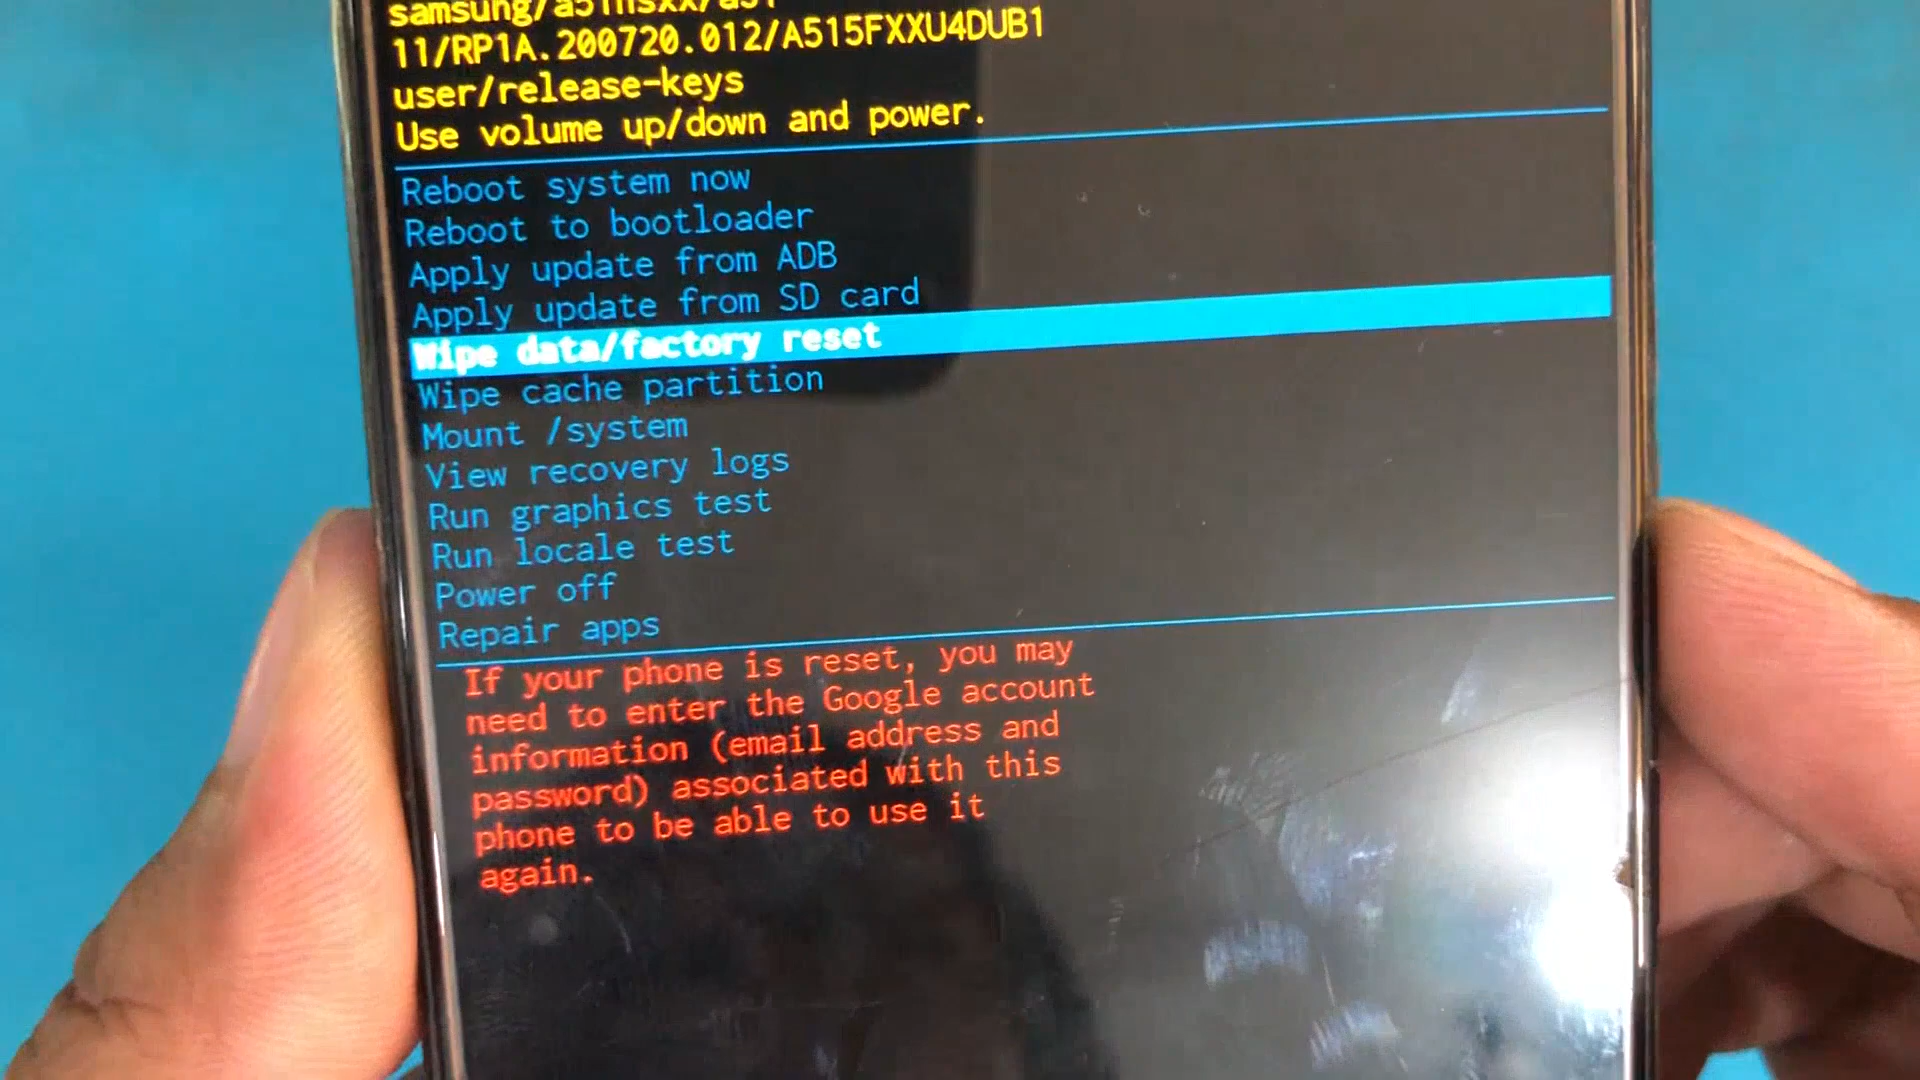 11/RP1A.200720.012/A515FXXU4DUB1
user/release-keys
Use volume up/down and power.
Reboot system now
Reboot to bootloader
Apply update from ADB
Apply update from SD card
Wipe data/factory reset
Wipe cache partition
Mount /system
View recovery logs
Run graphics test
Run locale test
Power off
Repair apps
If your phone is reset, you may
need to enter the Google account
information (email address and
password) associated with this
phone to be able to use it
again.